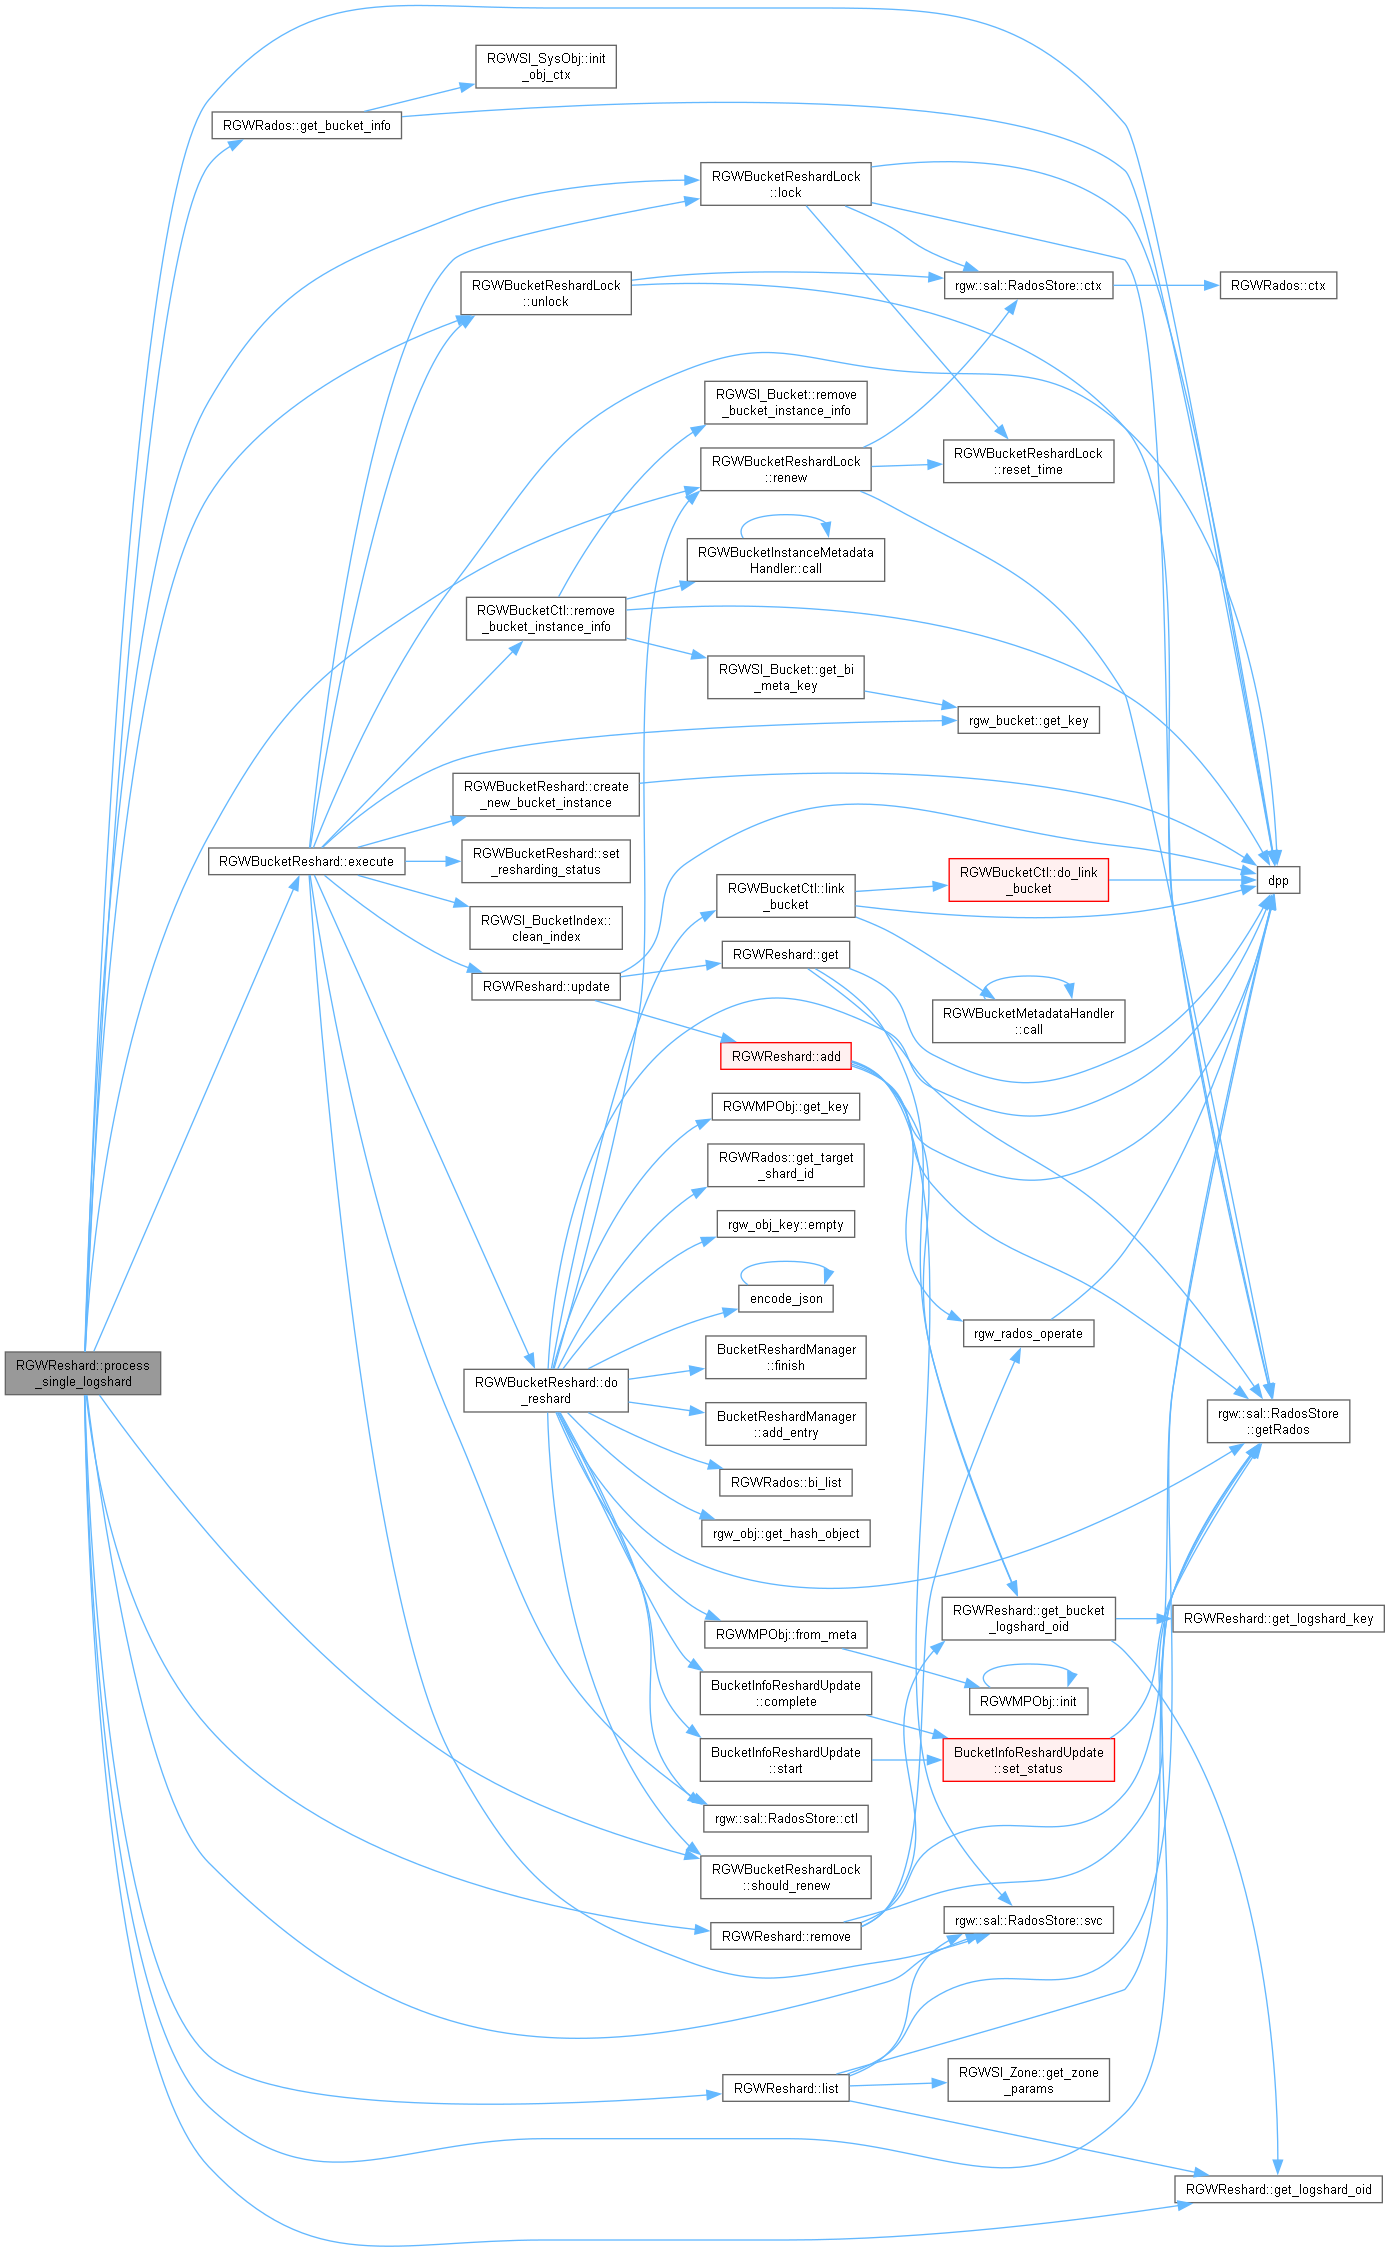 RGWSI_SysObj::init
_obj_ctx
RGWRados::get_bucket_info
RGWBucketReshardLock
::lock
RGWBucketReshardLock
::unlock
rgw::sal::RadosStore::ctx
RGWRados::ctx
RGWSI_Bucket::remove
_bucket_instance_info
RGWBucketReshardLock
::renew
RGWBucketReshardLock
::reset_time
RGWBucketInstanceMetadata
Handler::call
RGWBucketCtl::remove
_bucket_instance_info
RGWSI_Bucket::get_bi
_meta_key
rgw_bucket::get_key
RGWBucketReshard::create
_new_bucket_instance
RGWBucketReshard::execute
RGWBucketReshard::set
_resharding_status
RGWBucketCtl::link
_bucket
RGWBucketCtl::do_link
_bucket
dpp
RGWSI_BucketIndex::
clean_index
RGWReshard::get
RGWReshard::update
RGWBucketMetadataHandler
::call
RGWReshard::add
RGWMPObj::get_key
RGWRados::get_target
_shard_id
rgw_obj_key::empty
encode_json
rgw_rados_operate
BucketReshardManager
::finish
RGWReshard::process
_single_logshard
RGWBucketReshard::do
_reshard
BucketReshardManager
::add_entry
rgw::sal::RadosStore
::getRados
RGWRados::bi_list
rgw_obj::get_hash_object
RGWReshard::get_bucket
_logshard_oid
RGWReshard::get_logshard_key
RGWMPObj::from_meta
BucketInfoReshardUpdate
::complete
RGWMPObj::init
BucketInfoReshardUpdate
::start
BucketInfoReshardUpdate
::set_status
rgw::sal::RadosStore::ctl
RGWBucketReshardLock
::should_renew
RGWReshard::remove
rgw::sal::RadosStore::svc
RGWReshard::list
RGWSI_Zone::get_zone
_params
RGWReshard::get_logshard_oid